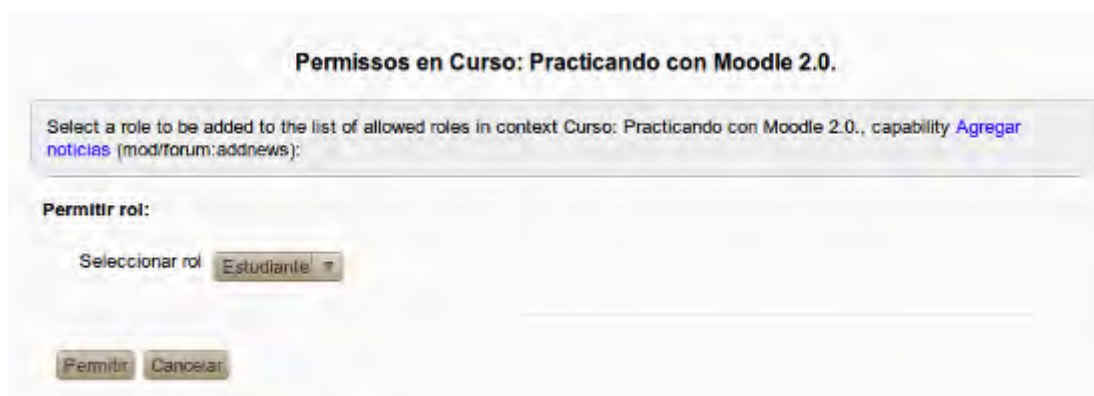 Permissos en Curso: Practicando con Moodle 2.0.
Select a role to be added to the list of allowed roles in context Curso: Practicando con Moodle 2.0., capability Agregar
noticias (mod/forum:addnews):
Permitir rol:
Seleccionar rol Estudiante
Permitir Cancelar